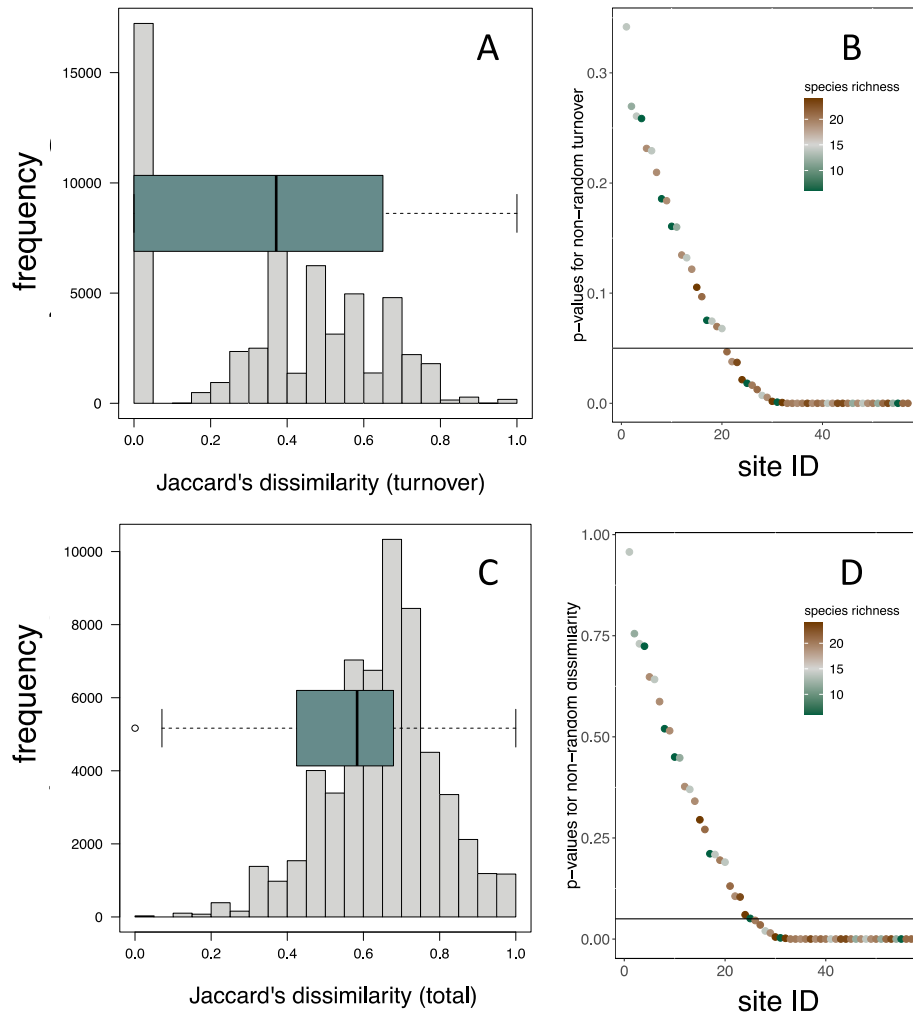 A
frequency
15000
10000
5000
0
0.0 0.2 0.4 0.6 0.8 1.0
Jaccard's dissimilarity (turnover)
B
p−values for non−random turnover
0.3
0.2
0.1
0.0
species richness
20
15
10
0 20 40
site ID
C
frequency
10000
8000
6000
4000
2000
0
0.0 0.2 0.4 0.6 0.8 1.0
Jaccard's dissimilarity (total)
D
p−values for non−random dissimilarity
1.00
0.75
0.50
0.25
0.00
species richness
20
15
10
0 20 40
site ID